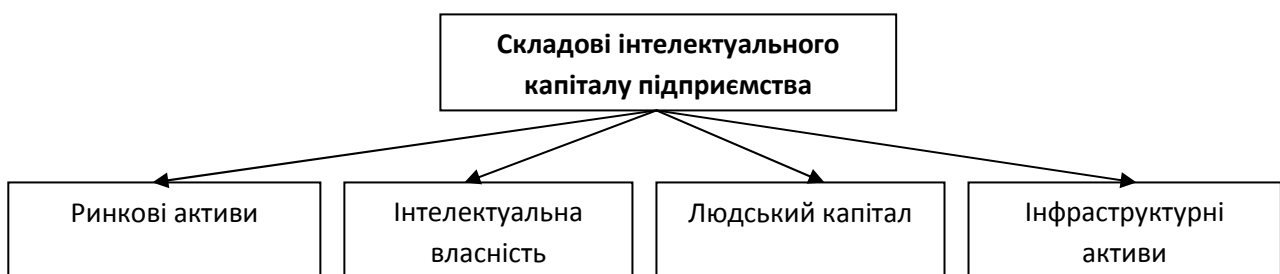 Складові інтелектуального
капіталу підприємства
Ринкові активи
Інтелектуальна
власність
Людський капітал
Інфраструктурні
активи